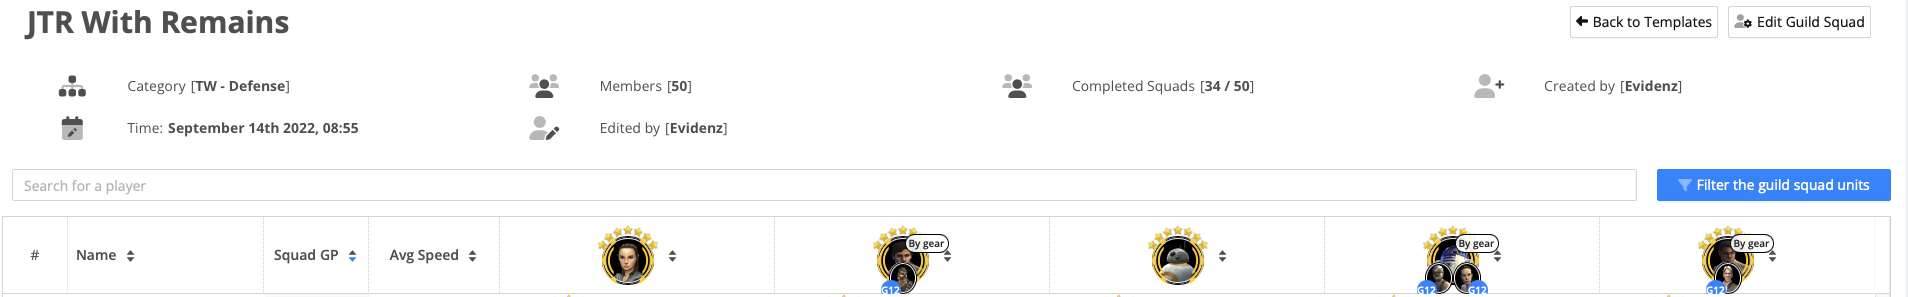 JTR With Remains
Back to Templates
Edit Guild Squad
Category [TW - Defense]
Members [50]
Completed Squads [34 / 50]
Created by [Evidenz]
Time: September 14th 2022, 08:55
Edited by [Evidenz]
Search for a player
Filter the guild squad units
# Name Squad GP Avg Speed
By gear
By gear
By gear
G12
G12
G12
G12